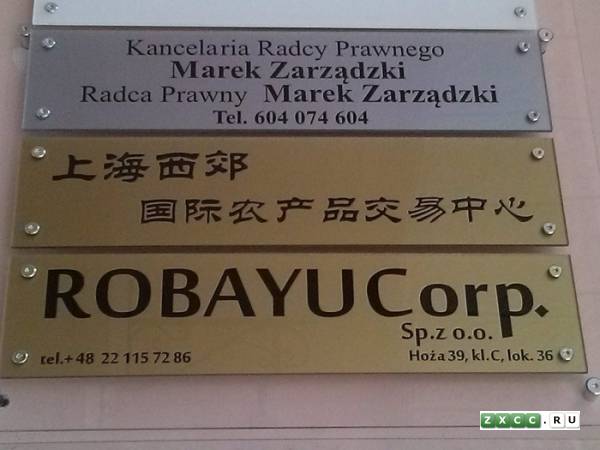 Kancelaria Radcy Prawnego
Marek Zarządzki
Radca Prawny Marek Zarządzki
Tel. 604 074 604
上海西郊
国际农产品交易中心
ROBAYUCorp.
Sp.z o.o.
tel.+48 22 115 72 86
Hoża 39, kl.C, lok. 36
ZXCC.RU